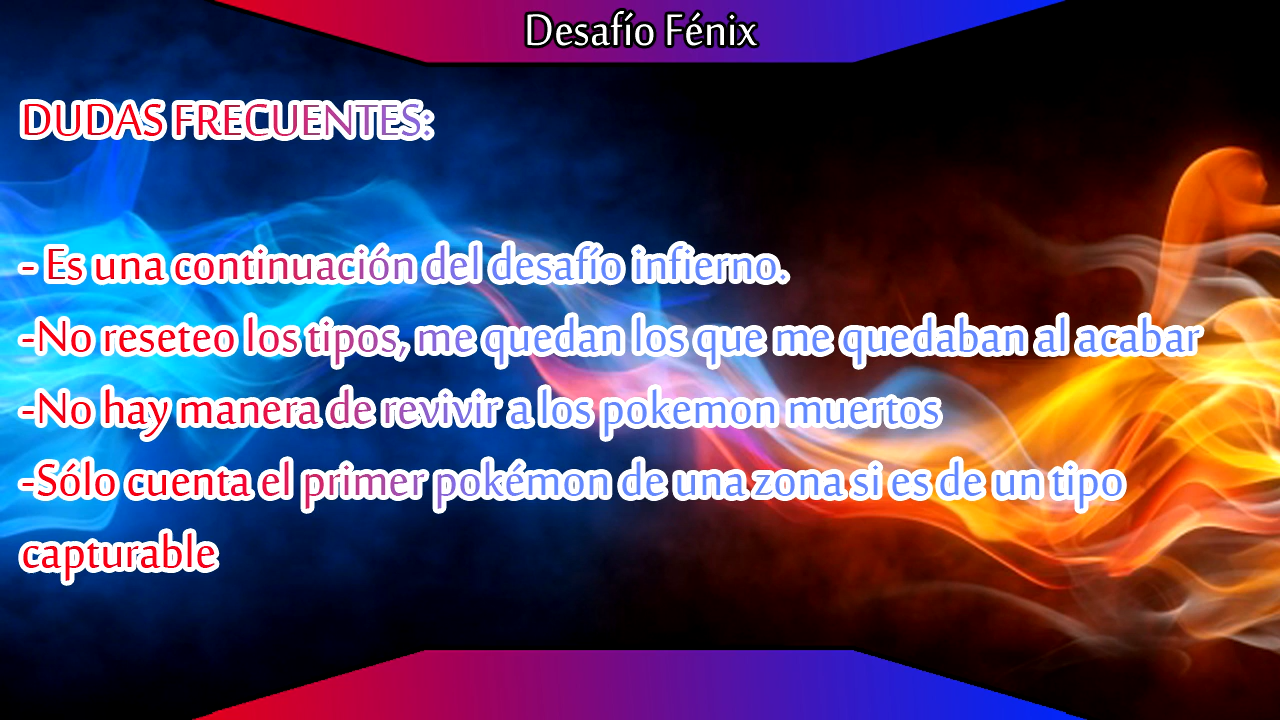 Desafío Fénix
DUDAS FRECUENTES:
- Es una continuación del desafío infierno.
-No reseteo los tipos, me quedan los que me quedaban al acabar
-No hay manera de revivir a los pokemon muertos
-Sólo cuenta el primer pokémon de una zona si es de un tipo
capturable